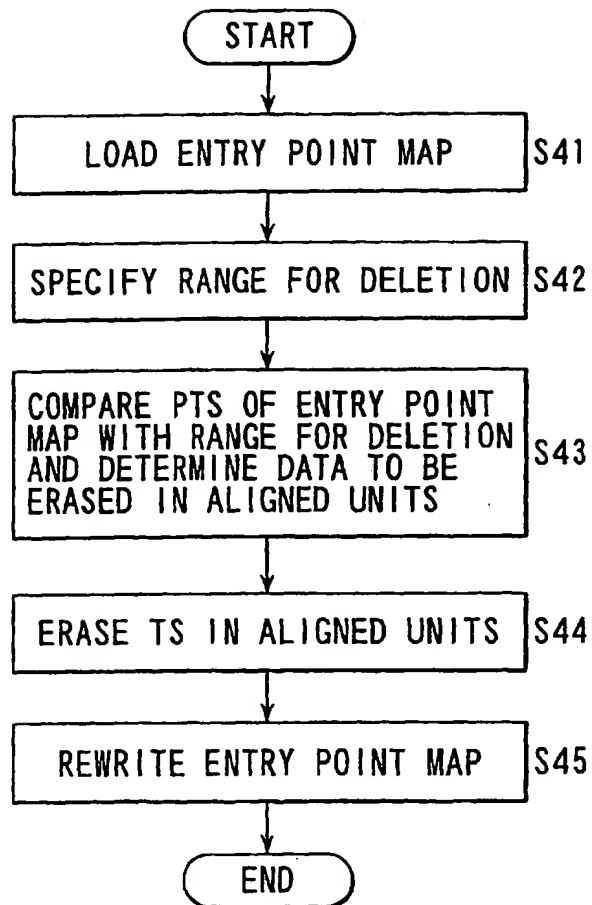 START
LOAD ENTRY POINT MAP S41
SPECIFY RANGE FOR DELETION S42
COMPARE PTS OF ENTRY POINT
MAP WITH RANGE FOR DELETION
AND DETERMINE DATA TO BE
ERASED IN ALIGNED UNITS
S43
ERASE TS IN ALIGNED UNITS S44
REWRITE ENTRY POINT MAP S45
END